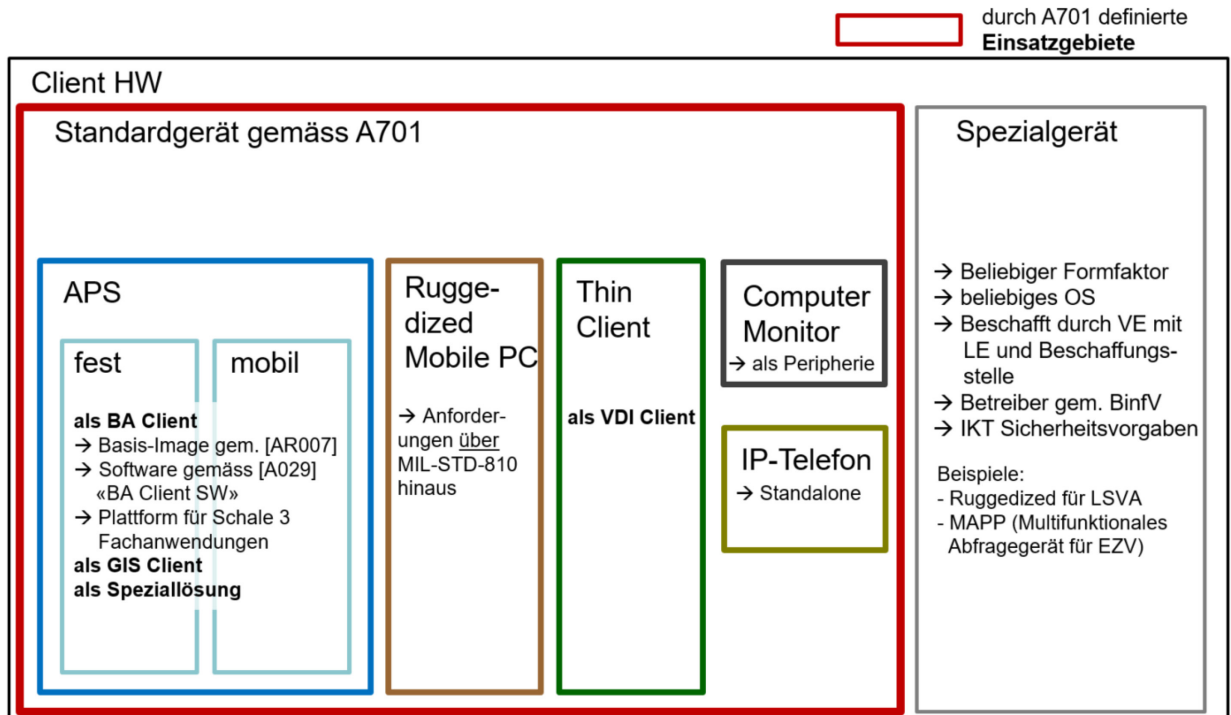 durch A701 definierte
Einsatzgebiete
Client HW
Standardgerät gemäss A701
APS
fest
mobil
als BA Client
→ Basis-Image gem. [AR007]
→ Software gemäss [A029]
«BA Client SW»
→ Plattform für Schale 3
Fachanwendungen
als GIS Client
als Speziallösung
Rugge-
dized
Mobile PC
→ Anforder-
ungen über
MIL-STD-810
hinaus
Thin
Client
als VDI Client
Computer
Monitor
→ als Peripherie
IP-Telefon
→ Standalone
Spezialgerät
→ Beliebiger Formfaktor
→ beliebiges OS
→ Beschafft durch VE mit
LE und Beschaffungs-
stelle
→ Betreiber gem. BinfV
→ IKT Sicherheitsvorgaben
Beispiele:
- Ruggedized für LSVA
- MAPP (Multifunktionales
Abfragegerät für EZV)